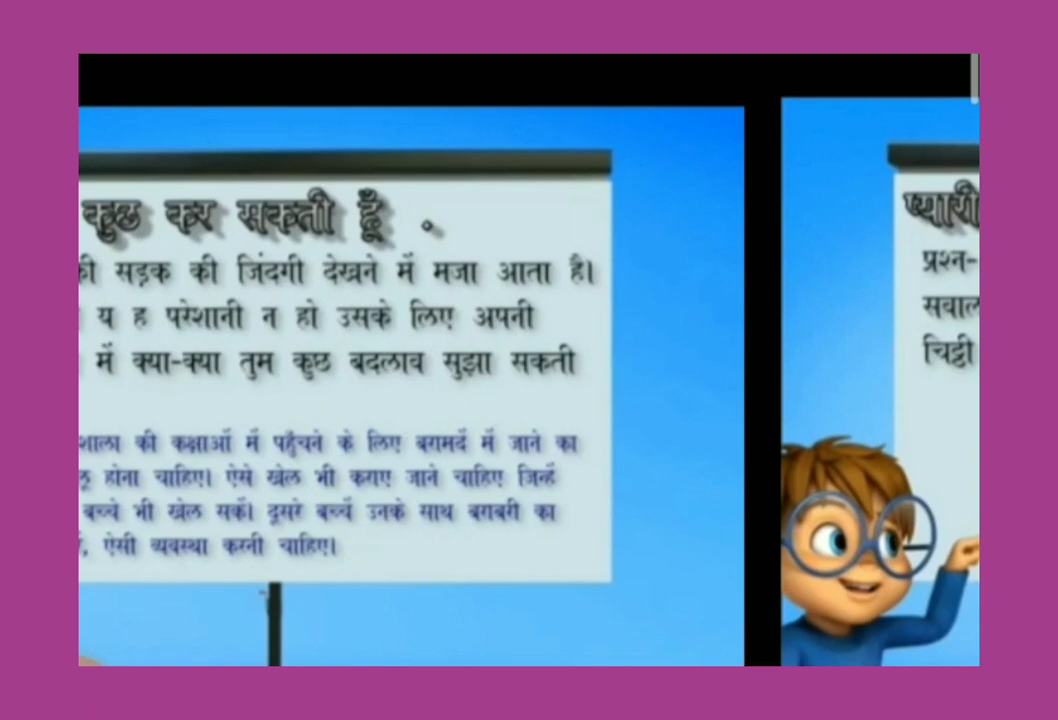 कुछ कर सकती हूँ .
की सड़क की जिंदगी देखने में मजा आता है।
य ह परेशानी न हो उसके लिए अपनी
में क्या-क्या तुम कुछ बदलाव सुझा सकती
शाला की कक्षाओं में पहुँचने के लिए बरामदें में जाने का
होना चाहिए। ऐसे खेल भी कराए जाने चाहिए जिन्हें
बच्चे भी खेल सकें। दूसरे बच्चें उनके साथ बराबरी का
ऐसी व्यवस्था करनी चाहिए।
प्यारी
प्रश्न-
सवाल
चिट्ठी